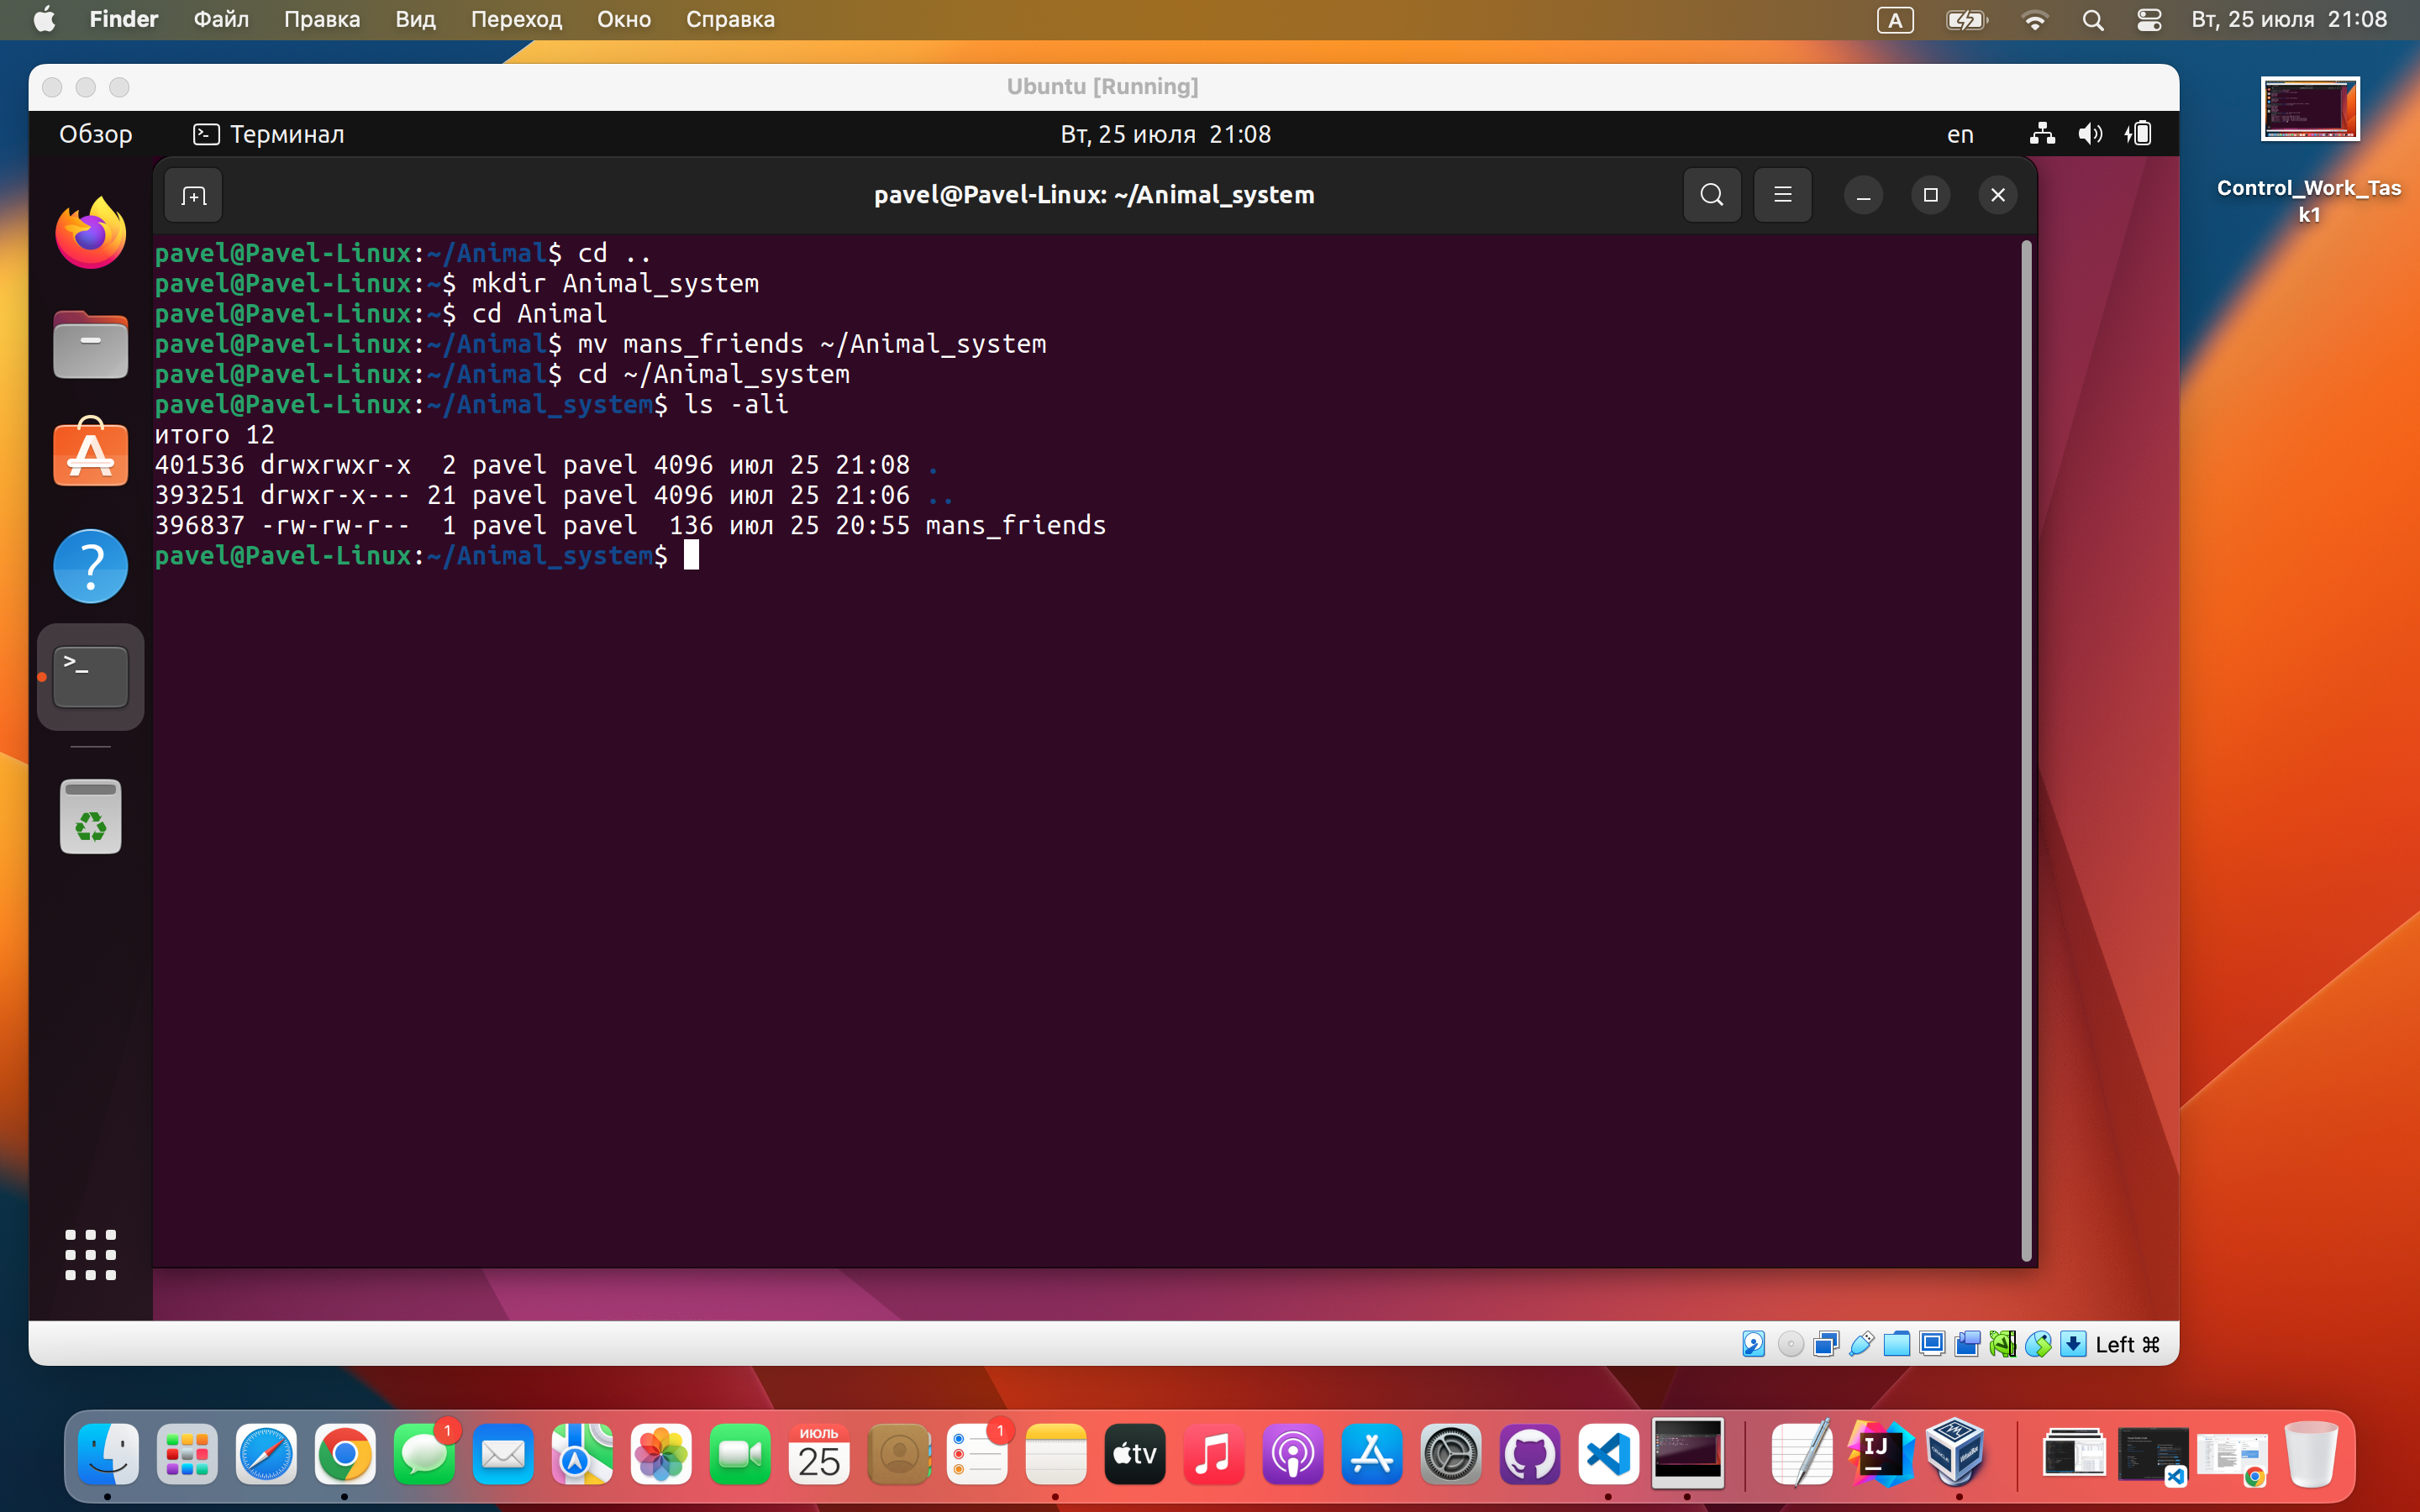 Finder Файл Правка Вид Переход Окно Справка A Вт, 25 июля 21:08
Ubuntu [Running]
Обзор Терминал Вт, 25 июля 21:08 en
pavel@Pavel-Linux: ~/Animal_system
Control_Work_Tas
k1
pavel@Pavel-Linux:~/Animal$ cd ..
pavel@Pavel-Linux:~$ mkdir Animal_system
pavel@Pavel-Linux:~$ cd Animal
pavel@Pavel-Linux:~/Animal$ mv mans_friends ~/Animal_system
pavel@Pavel-Linux:~/Animal$ cd ~/Animal_system
pavel@Pavel-Linux:~/Animal_system$ ls -ali
итого 12
401536 drwxrwxr-x  2 pavel pavel 4096 июл 25 21:08 .
393251 drwxr-x--- 21 pavel pavel 4096 июл 25 21:06 ..
396837 -rw-rw-r--  1 pavel pavel  136 июл 25 20:55 mans_friends
pavel@Pavel-Linux:~/Animal_system$
Left ⌘
1
ИЮЛЬ
25
1
tv
IJ